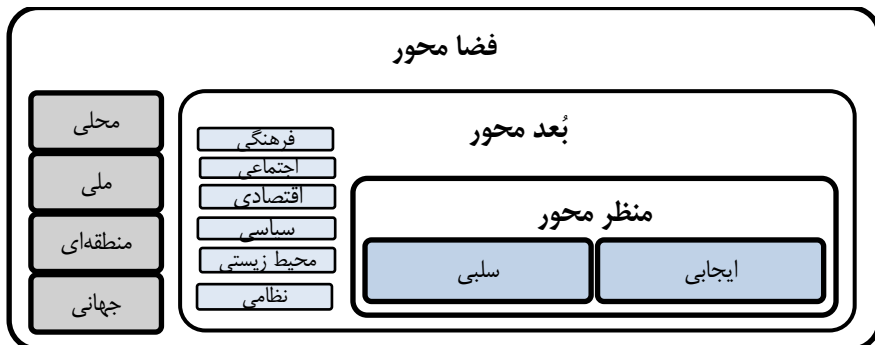 فضا محور
بُعد محور
منظر محور
ایجابی
سلبی
فرهنگی
اجتماعی
اقتصادی
سیاسی
محیط زیستی
نظامی
محلی
ملی
منطقه‌ای
جهانی